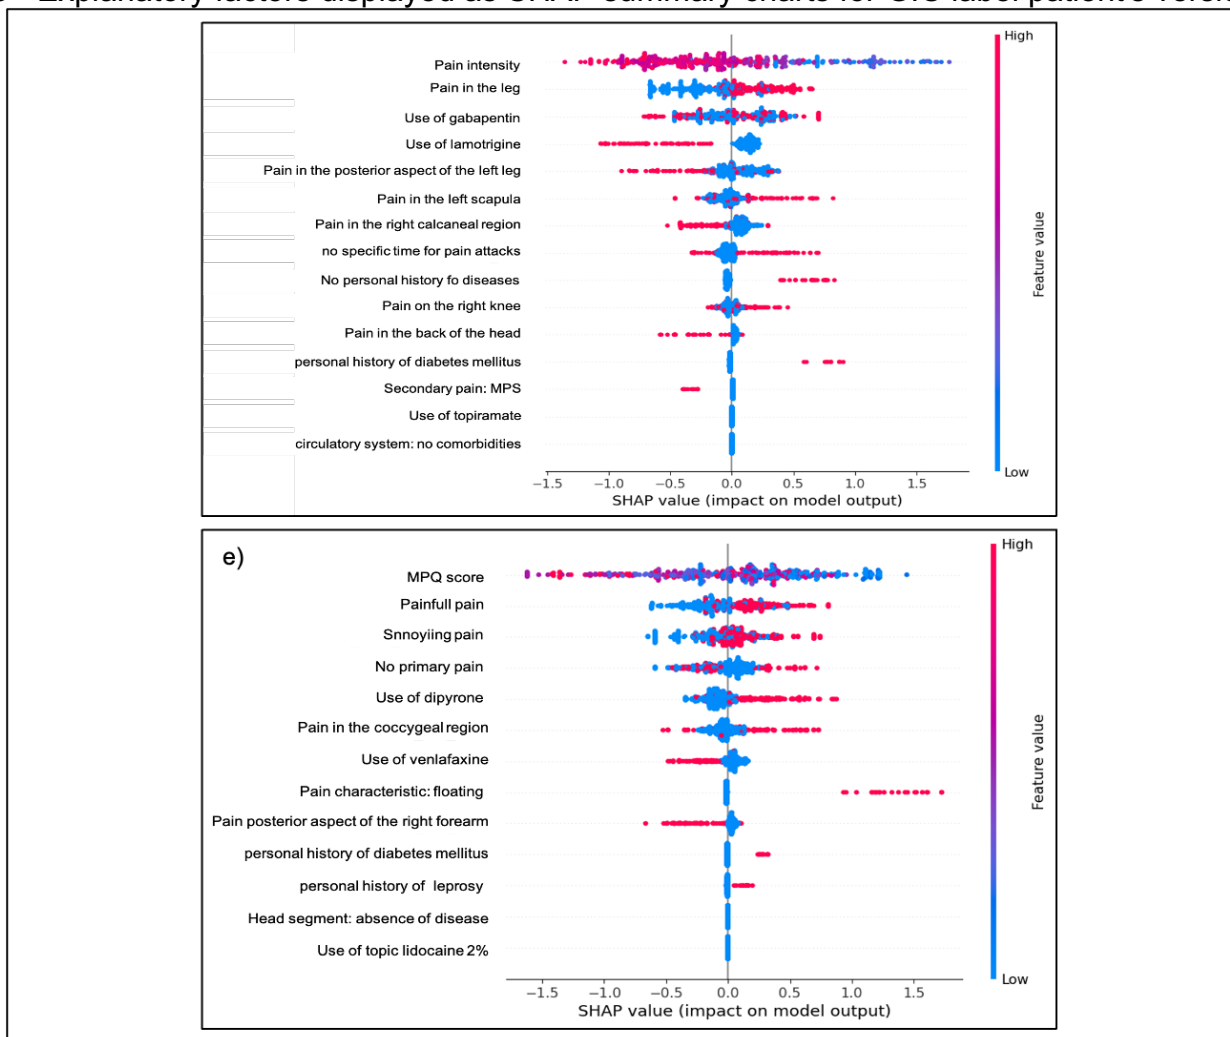 High
Pain intensity
Pain in the leg
Use of gabapentin
Use of lamotrigine
Pain in the posterior aspect of the left leg
Pain in the left scapula
Pain in the right calcaneal region
no specific time for pain attacks
No personal history fo diseases
Pain on the right knee
Pain in the back of the head
personal history of diabetes mellitus
Secondary pain: MPS
Use of topiramate
circulatory system: no comorbidities
Feature value
Low
−1.5 −1.0 −0.5 0.0 0.5 1.0 1.5
SHAP value (impact on model output)
e)
High
MPQ score
Painfull pain
Snnoyiing pain
No primary pain
Use of dipyrone
Pain in the coccygeal region
Use of venlafaxine
Pain characteristic: floating
Pain posterior aspect of the right forearm
personal history of diabetes mellitus
personal history of leprosy
Head segment: absence of disease
Use of topic lidocaine 2%
Feature value
Low
−1.5 −1.0 −0.5 0.0 0.5 1.0 1.5
SHAP value (impact on model output)